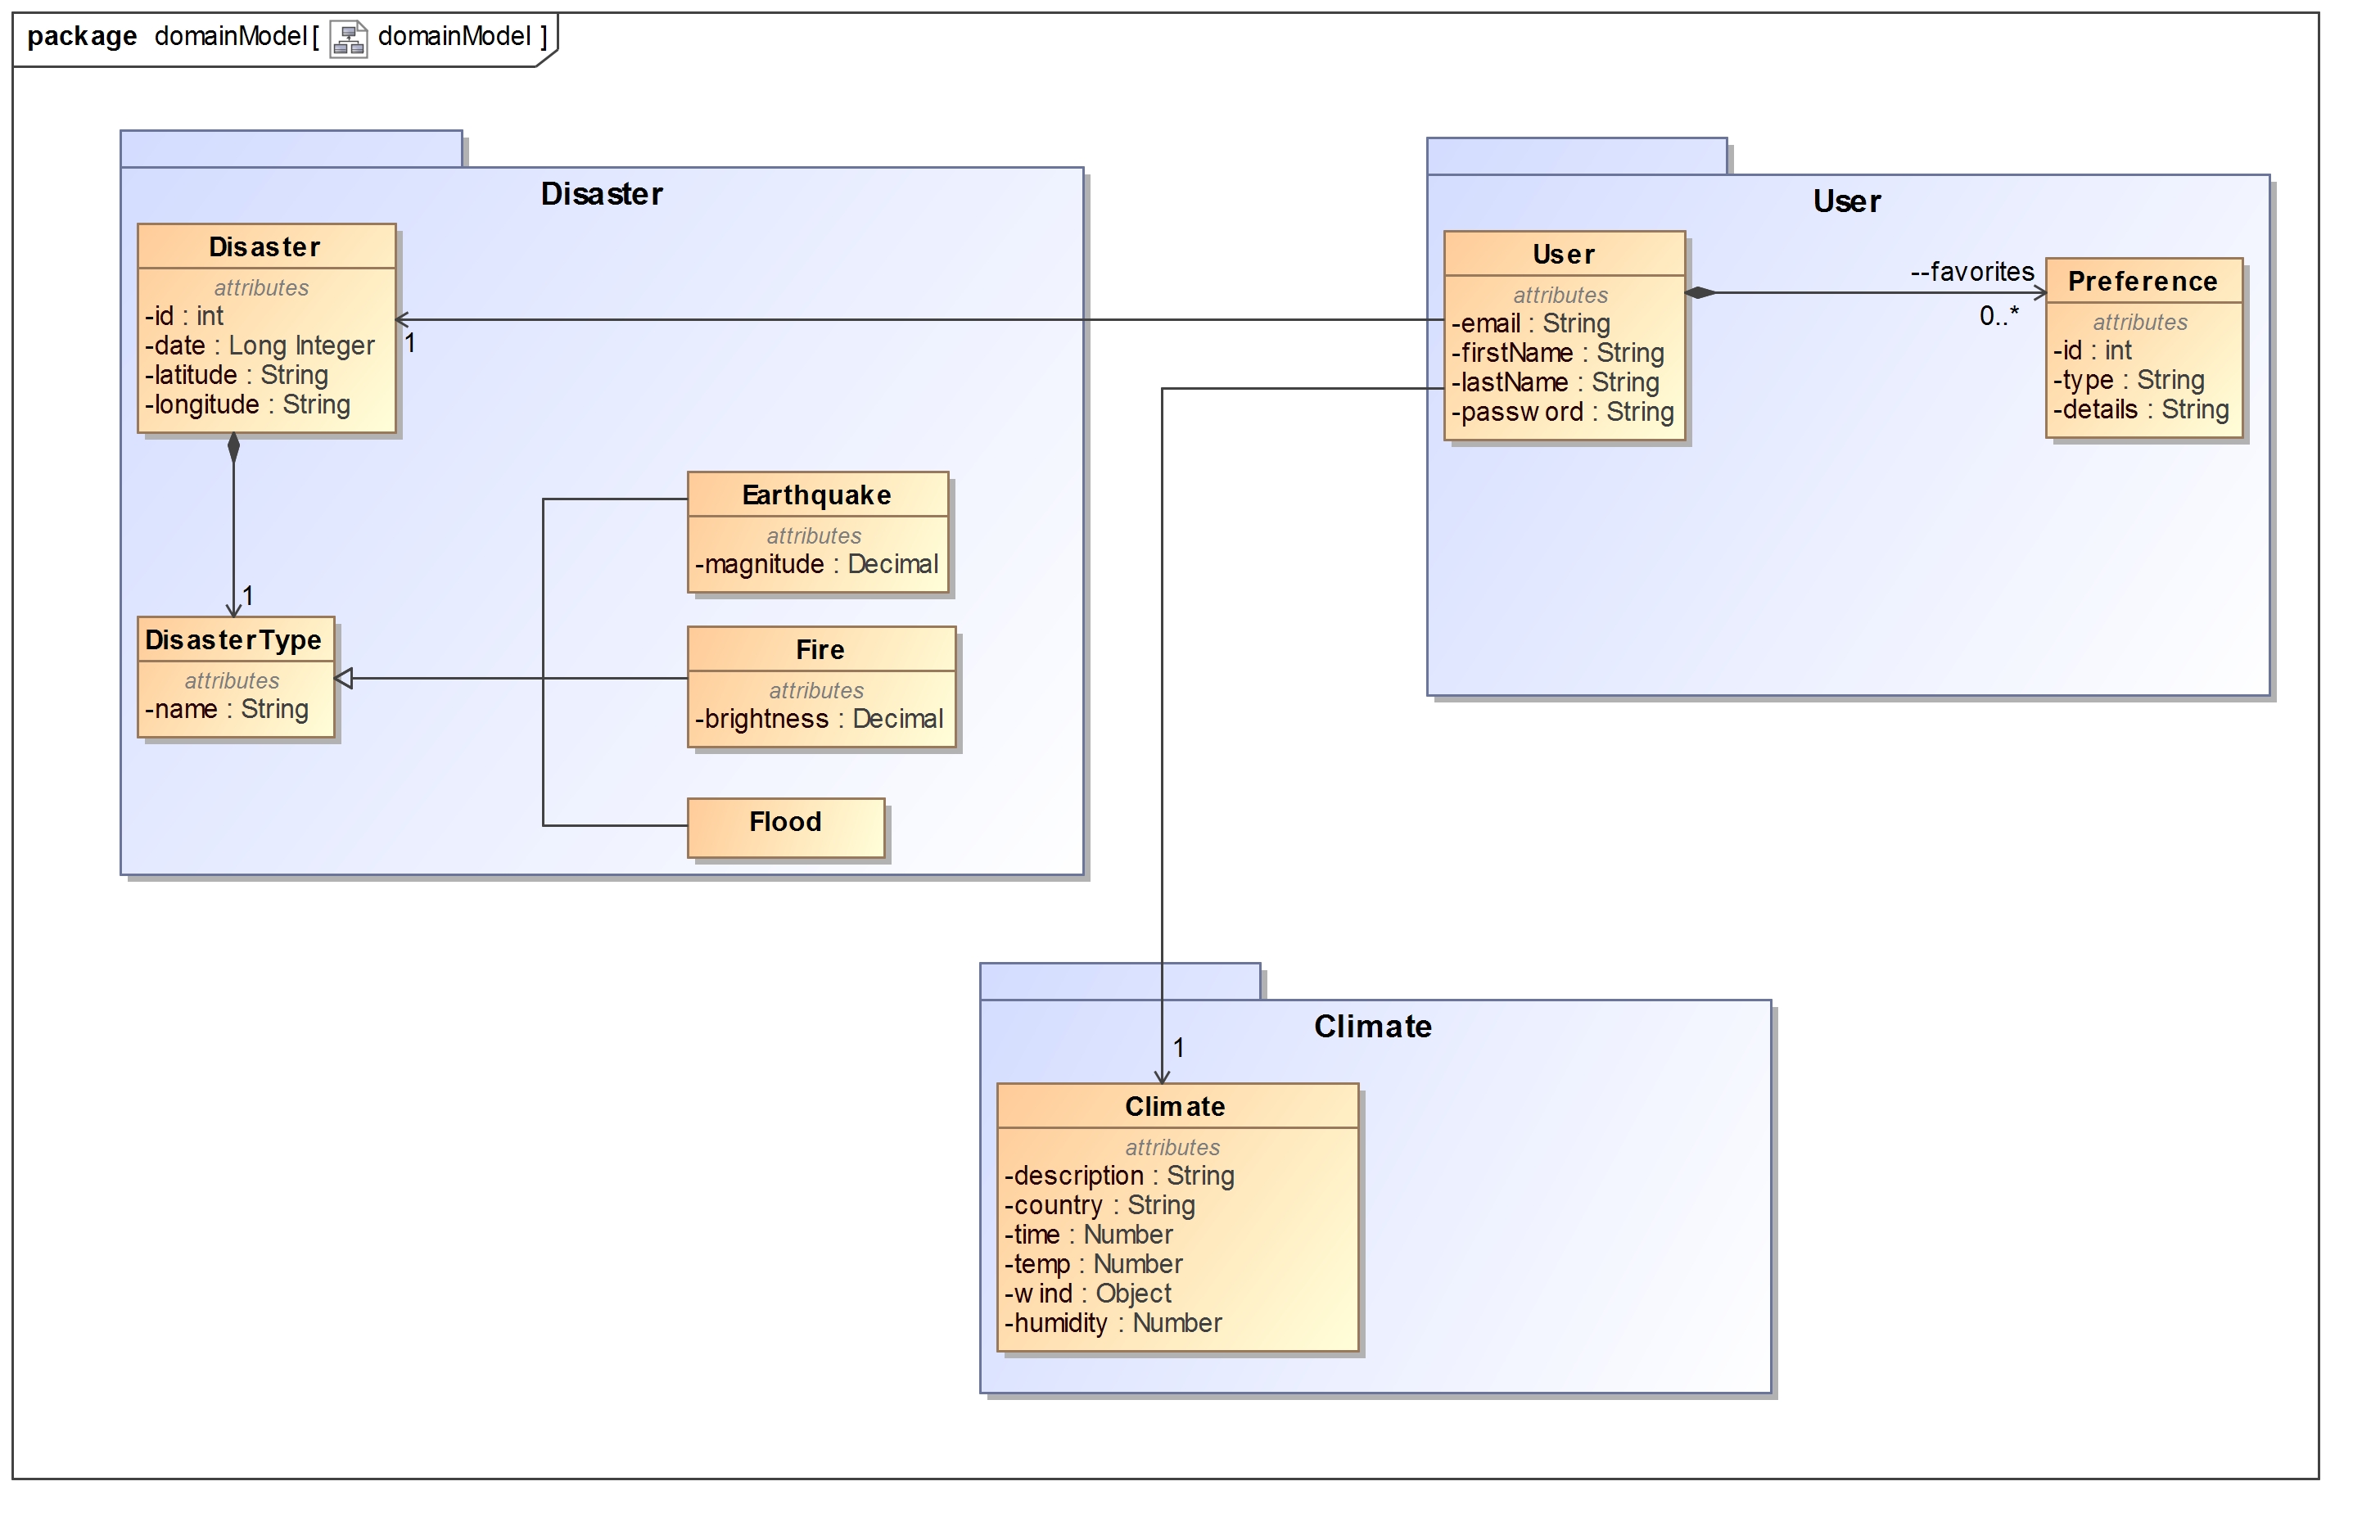 package domainModel[ domainModel ]
Disaster
Disaster
attributes
-id : int
-date : Long Integer
-latitude : String
-longitude : String
1
1
DisasterType
attributes
-name : String
Earthquake
attributes
-magnitude : Decimal
Fire
attributes
-brightness : Decimal
Flood
User
User
attributes
-email : String
-firstName : String
-lastName : String
-password : String
--favorites
0..*
Preference
attributes
-id : int
-type : String
-details : String
Climate
1
Climate
attributes
-description : String
-country : String
-time : Number
-temp : Number
-wind : Object
-humidity : Number